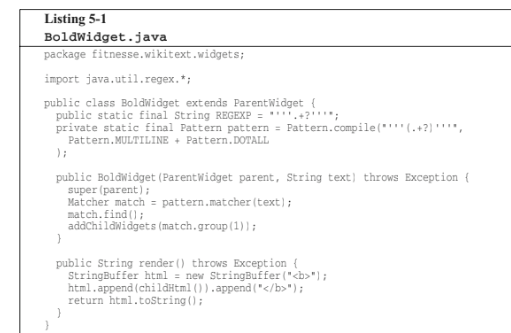 Listing 5-1
BoldWidget.java
package fitnesse.wikitext.widgets;
import java.util.regex.*;
public class BoldWidget extends ParentWidget {
public static final String REGEXP = "'''.+?'''";
private static final Pattern pattern = Pattern.compile("'''(.+?)'''",
Pattern.MULTILINE + Pattern.DOTALL
);
public BoldWidget(ParentWidget parent, String text) throws Exception {
super(parent);
Matcher match = pattern.matcher(text);
match.find();
addChildWidgets(match.group(1));
}
public String render() throws Exception {
StringBuffer html = new StringBuffer("<b>");
html.append(childHtml()).append("</b>");
return html.toString();
}
}